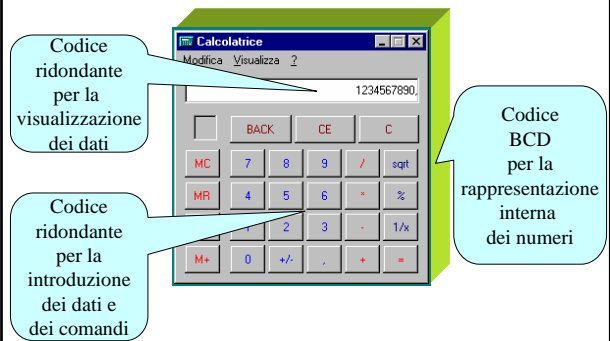 Codice
ridondante
per la
visualizzazione
dei dati
Calcolatrice
Modifica Visualizza ?
1234567890,
BACK CE C
MC 7 8 9 / sqrt
MR 4 5 6 * %
2 3 - 1/x
M+ 0 +/- , + =
Codice
ridondante
per la
introduzione
dei dati e
dei comandi
Codice
BCD
per la
rappresentazione
interna
dei numeri